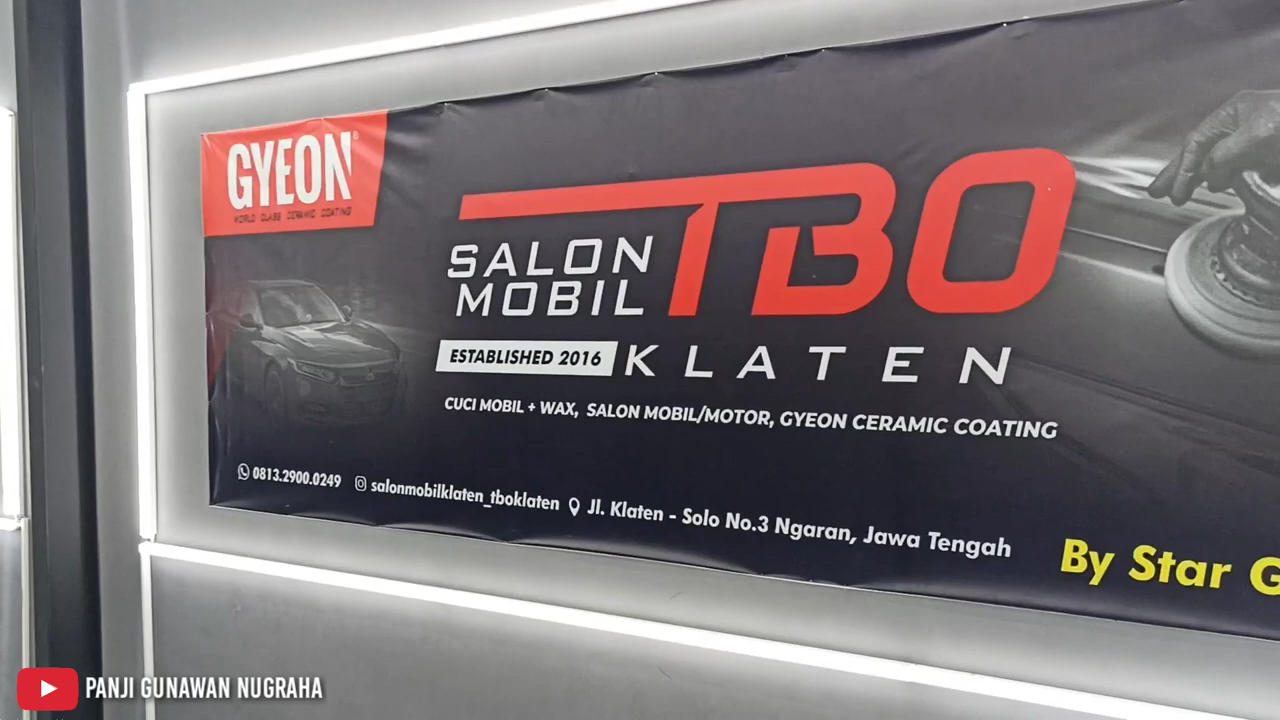 GYEON®
WORLD CLASS CERAMIC COATING
SALON
MOBIL
TBO
ESTABLISHED 2016
KLATEN
CUCI MOBIL + WAX, SALON MOBIL/MOTOR, GYEON CERAMIC COATING
0813.2900.0249 salonmobilklaten_tboklaten Jl. Klaten - Solo No.3 Ngaran, Jawa Tengah
By Star G
PANJI GUNAWAN NUGRAHA